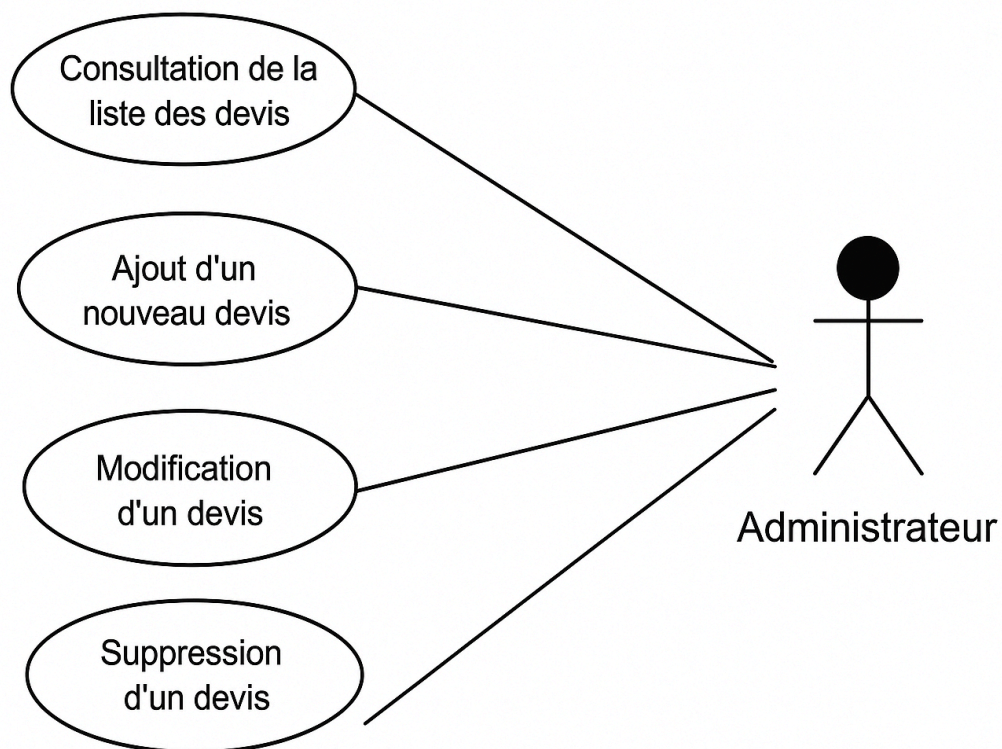 Consultation de la
liste des devis
Ajout d'un
nouveau devis
Modification
d'un devis
Administrateur
Suppression
d'un devis